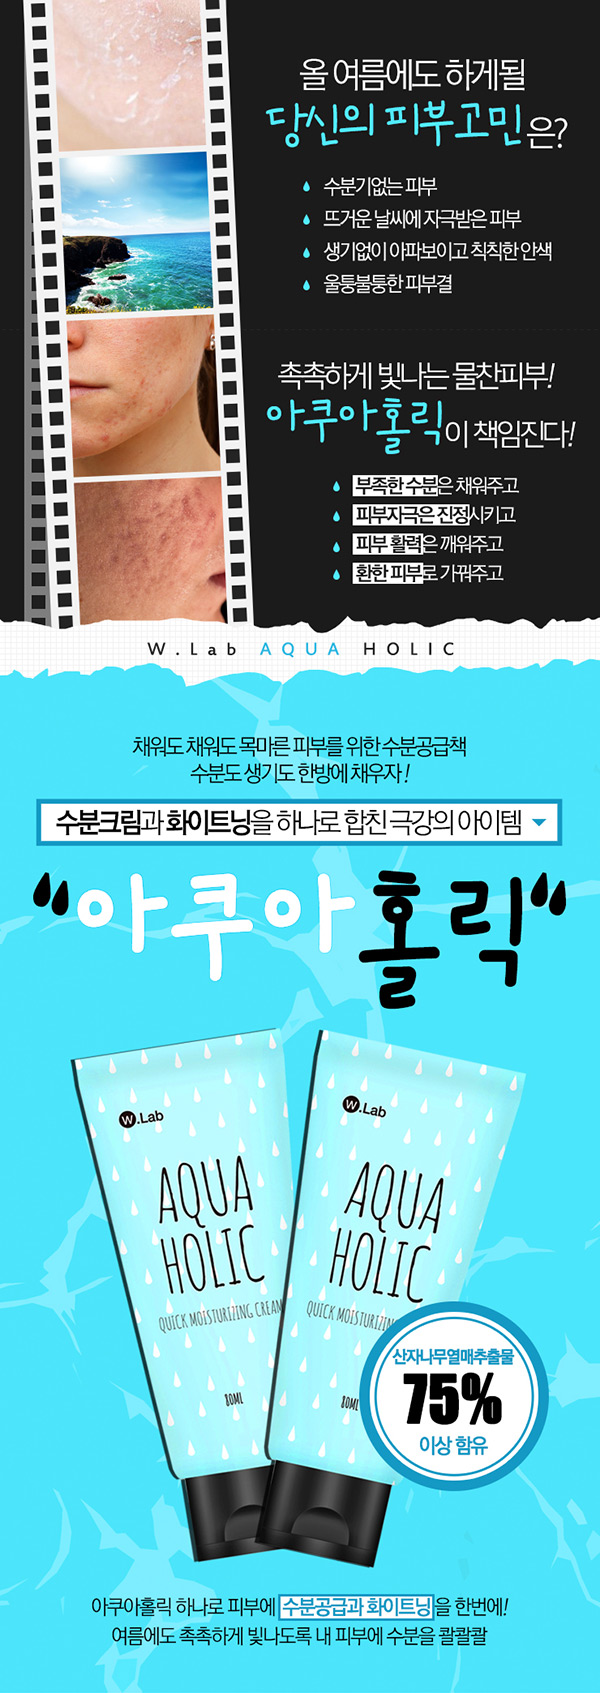 올 여름에도 하게될
당신의 피부고민은?
수분기없는 피부
뜨거운 날씨에 자극받은 피부
생기없이 아파보이고 칙칙한 안색
울퉁불퉁한 피부결
촉촉하게 빛나는 물찬피부!
아쿠아홀릭이 책임진다!
부족한 수분은 채워주고
피부자극은 진정시키고
피부 활력은 깨워주고
환한 피부로 가꿔주고
W.Lab AQUA HOLIC
채워도 채워도 목마른 피부를 위한 수분공급책
수분도 생기도 한방에 채우자!
수분크림과 화이트닝을 하나로 합친 극강의 아이템
"아쿠아홀릭"
W.Lab
AQUA
HOLIC
QUICK MOISTURIZING CREAM
80ML
W.Lab
AQUA
HOLIC
QUICK MOISTURIZIN
80ML
산자나무열매추출물
75%
이상 함유
아쿠아홀릭 하나로 피부에 수분공급과 화이트닝을 한번에!
여름에도 촉촉하게 빛나도록 내 피부에 수분을 콸콸콸